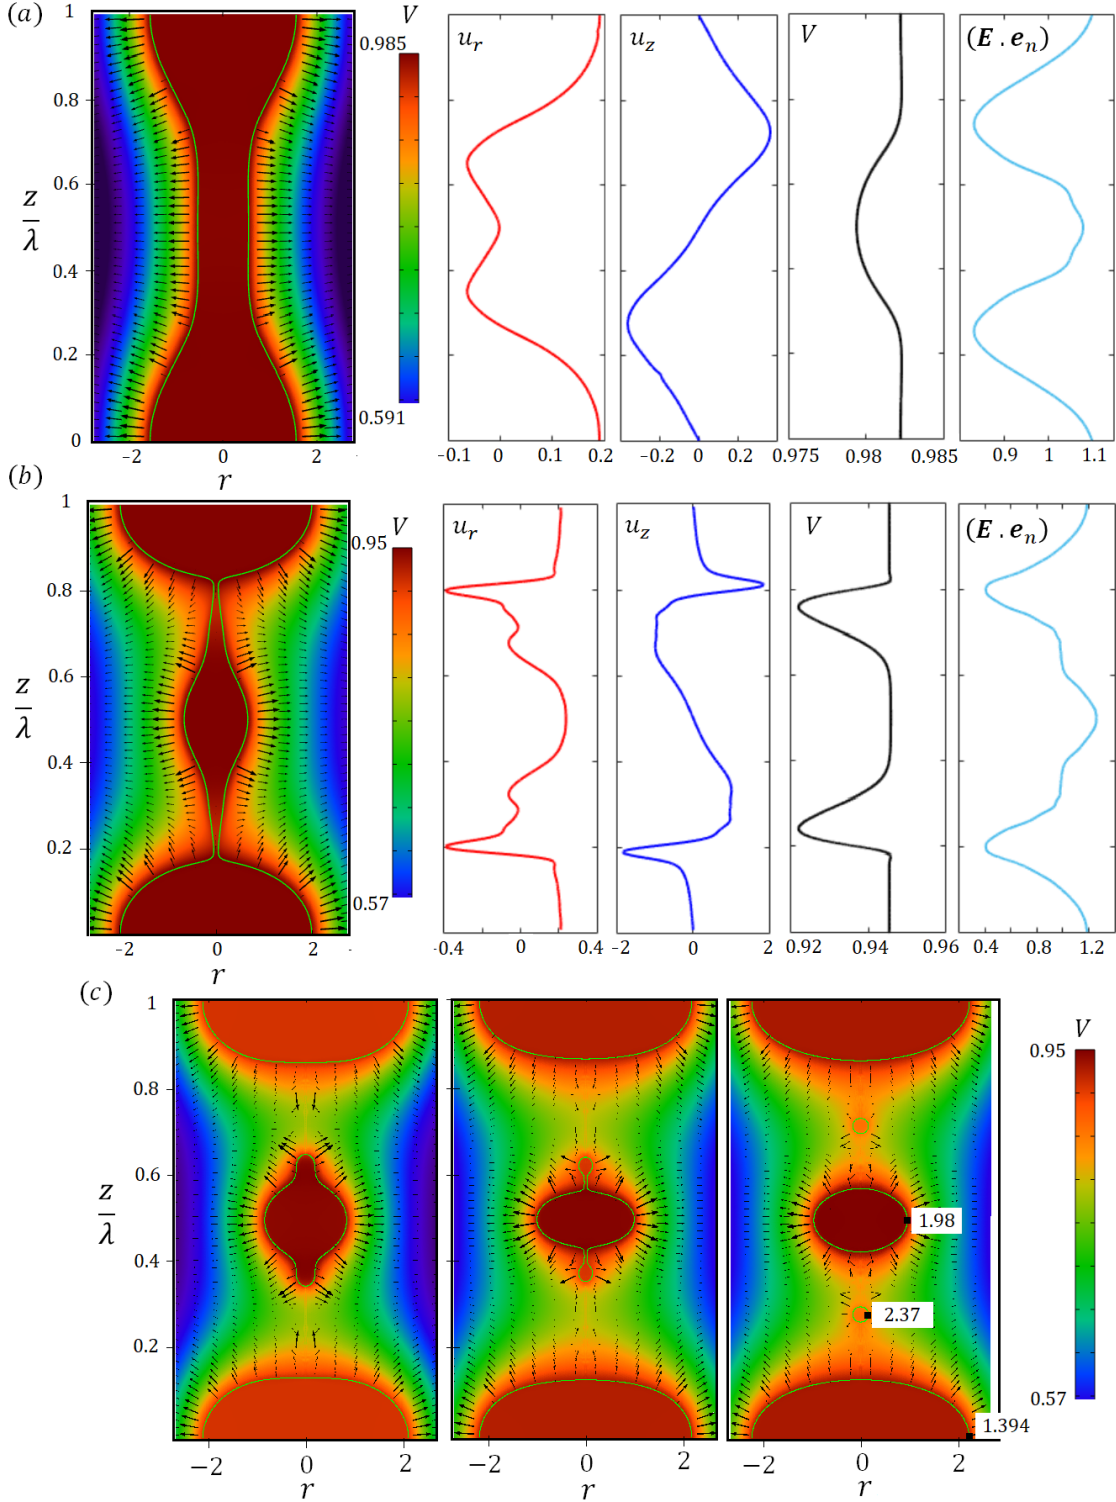 (a)
1
0.8
0.6
0.4
0.2
0
z/λ
−2 0 2
r
V
0.985
0.591
u_r
-0.1 0 0.1 0.2
u_z
-0.2 0 0.2
V
0.975 0.98 0.985
(E . e_n)
0.9 1 1.1
(b)
1
0.8
0.6
0.4
0.2
z/λ
−2 0 2
r
V
0.95
0.57
u_r
-0.4 0 0.4
u_z
-2 0 2
V
0.92 0.94 0.96
(E . e_n)
0.4 0.8 1.2
(c)
1
0.8
0.6
0.4
0.2
z/λ
−2 0 2
r
−2 0 2
r
1.98
2.37
1.394
−2 0 2
r
V
0.95
0.57